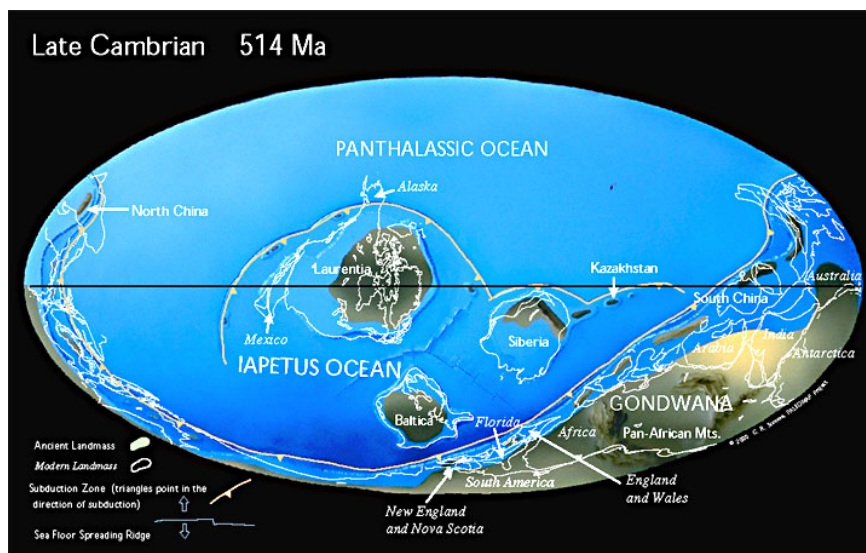 Late Cambrian 514 Ma
PANTHALASSIC OCEAN
Alaska
North China
Laurentia
Kazakhstan
Australia
South China
Mexico
Siberia
India
Arabia
Antarctica
IAPETUS OCEAN
GONDWANA
Baltica
Florida
Africa
Pan-African Mts.
Ancient Landmass
Modern Landmass
South America
England
and Wales
Subduction Zone (triangles point in the
direction of subduction)
New England
and Nova Scotia
Sea Floor Spreading Ridge